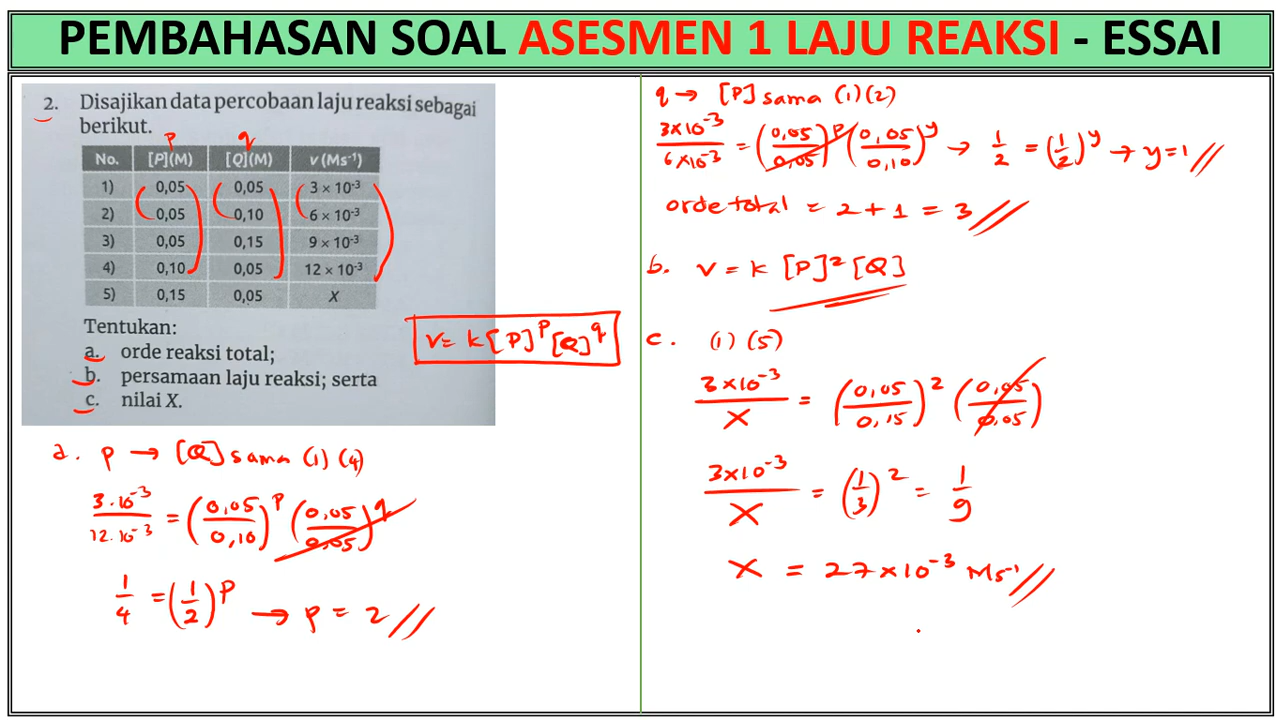 PEMBAHASAN SOAL ASESMEN 1 LAJU REAKSI - ESSAI
2. Disajikan data percobaan laju reaksi sebagai
berikut.
p q
No. [P](M) [Q](M) v (Ms⁻¹)
1) 0,05 0,05 3 × 10⁻³
2) 0,05 0,10 6 × 10⁻³
3) 0,05 0,15 9 × 10⁻³
4) 0,10 0,05 12 × 10⁻³
5) 0,15 0,05 X
Tentukan:
a. orde reaksi total;
b. persamaan laju reaksi; serta
c. nilai X.
v = k [P]^p [Q]^q
a. p → [Q] sama (1) (4)
3·10⁻³/12·10⁻³ = (0,05/0,10)^p (0,05/0,05)^q
1/4 = (1/2)^p → p = 2 //
q → [P] sama (1) (2)
3×10⁻³/6×10⁻³ = (0,05/0,05)^p (0,05/0,10)^y → 1/2 = (1/2)^y → y = 1 //
orde total = 2 + 1 = 3 //
b. v = k [P]² [Q]
c. (1) (5)
3×10⁻³/X = (0,05/0,15)² (0,05/0,05)
3×10⁻³/X = (1/3)² = 1/9
X = 27×10⁻³ Ms⁻¹ //